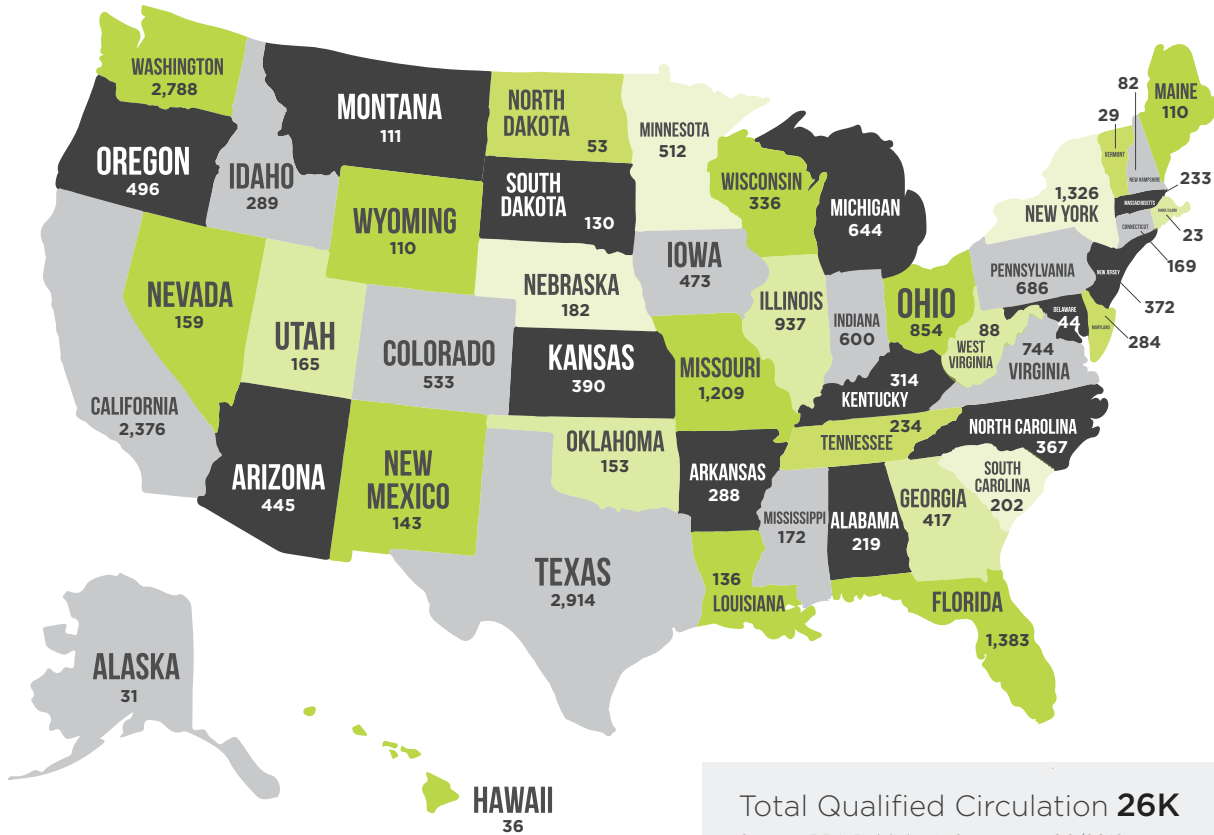 WASHINGTON
2,788
OREGON
496
IDAHO
289
MONTANA
111
NORTH
DAKOTA
53
MINNESOTA
512
WISCONSIN
336
MICHIGAN
644
SOUTH
DAKOTA
130
WYOMING
110
NEVADA
159
UTAH
165
COLORADO
533
NEBRASKA
182
IOWA
473
ILLINOIS
937
INDIANA
600
OHIO
854
PENNSYLVANIA
686
1,326
NEW YORK
29
VERMONT
82
NEW HAMPSHIRE
MAINE
110
MASSACHUSETTS
233
RHODE ISLAND
23
CONNECTICUT
169
NEW JERSEY
372
DELAWARE
44
MARYLAND
284
88
WEST
VIRGINIA
744
VIRGINIA
CALIFORNIA
2,376
KANSAS
390
MISSOURI
1,209
314
KENTUCKY
234
TENNESSEE
NORTH CAROLINA
367
SOUTH
CAROLINA
202
ARIZONA
445
NEW
MEXICO
143
OKLAHOMA
153
ARKANSAS
288
MISSISSIPPI
172
ALABAMA
219
GEORGIA
417
TEXAS
2,914
136
LOUISIANA
FLORIDA
1,383
ALASKA
31
HAWAII
36
Total Qualified Circulation 26K